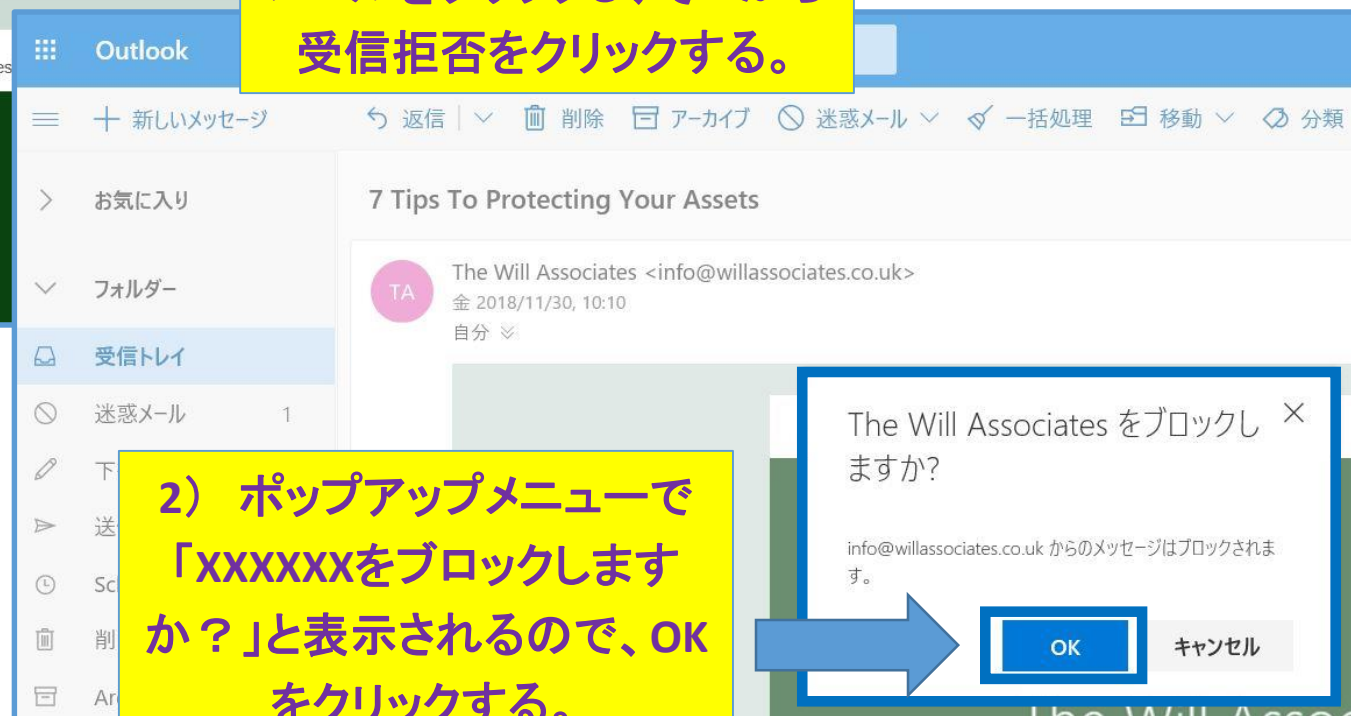 受信拒否をクリックする。
Outlook
新しいメッセージ
返信
削除
アーカイブ
迷惑メール
一括処理
移動
分類
お気に入り
7 Tips To Protecting Your Assets
フォルダー
TA
The Will Associates <info@willassociates.co.uk>
金 2018/11/30, 10:10
自分
受信トレイ
迷惑メール 1
下
送
Sc
削
2） ポップアップメニューで
「XXXXXXをブロックします
か？」と表示されるので、OK
をクリックする。
The Will Associates をブロックし
ますか?
info@willassociates.co.uk からのメッセージはブロックされま
す。
OK
キャンセル